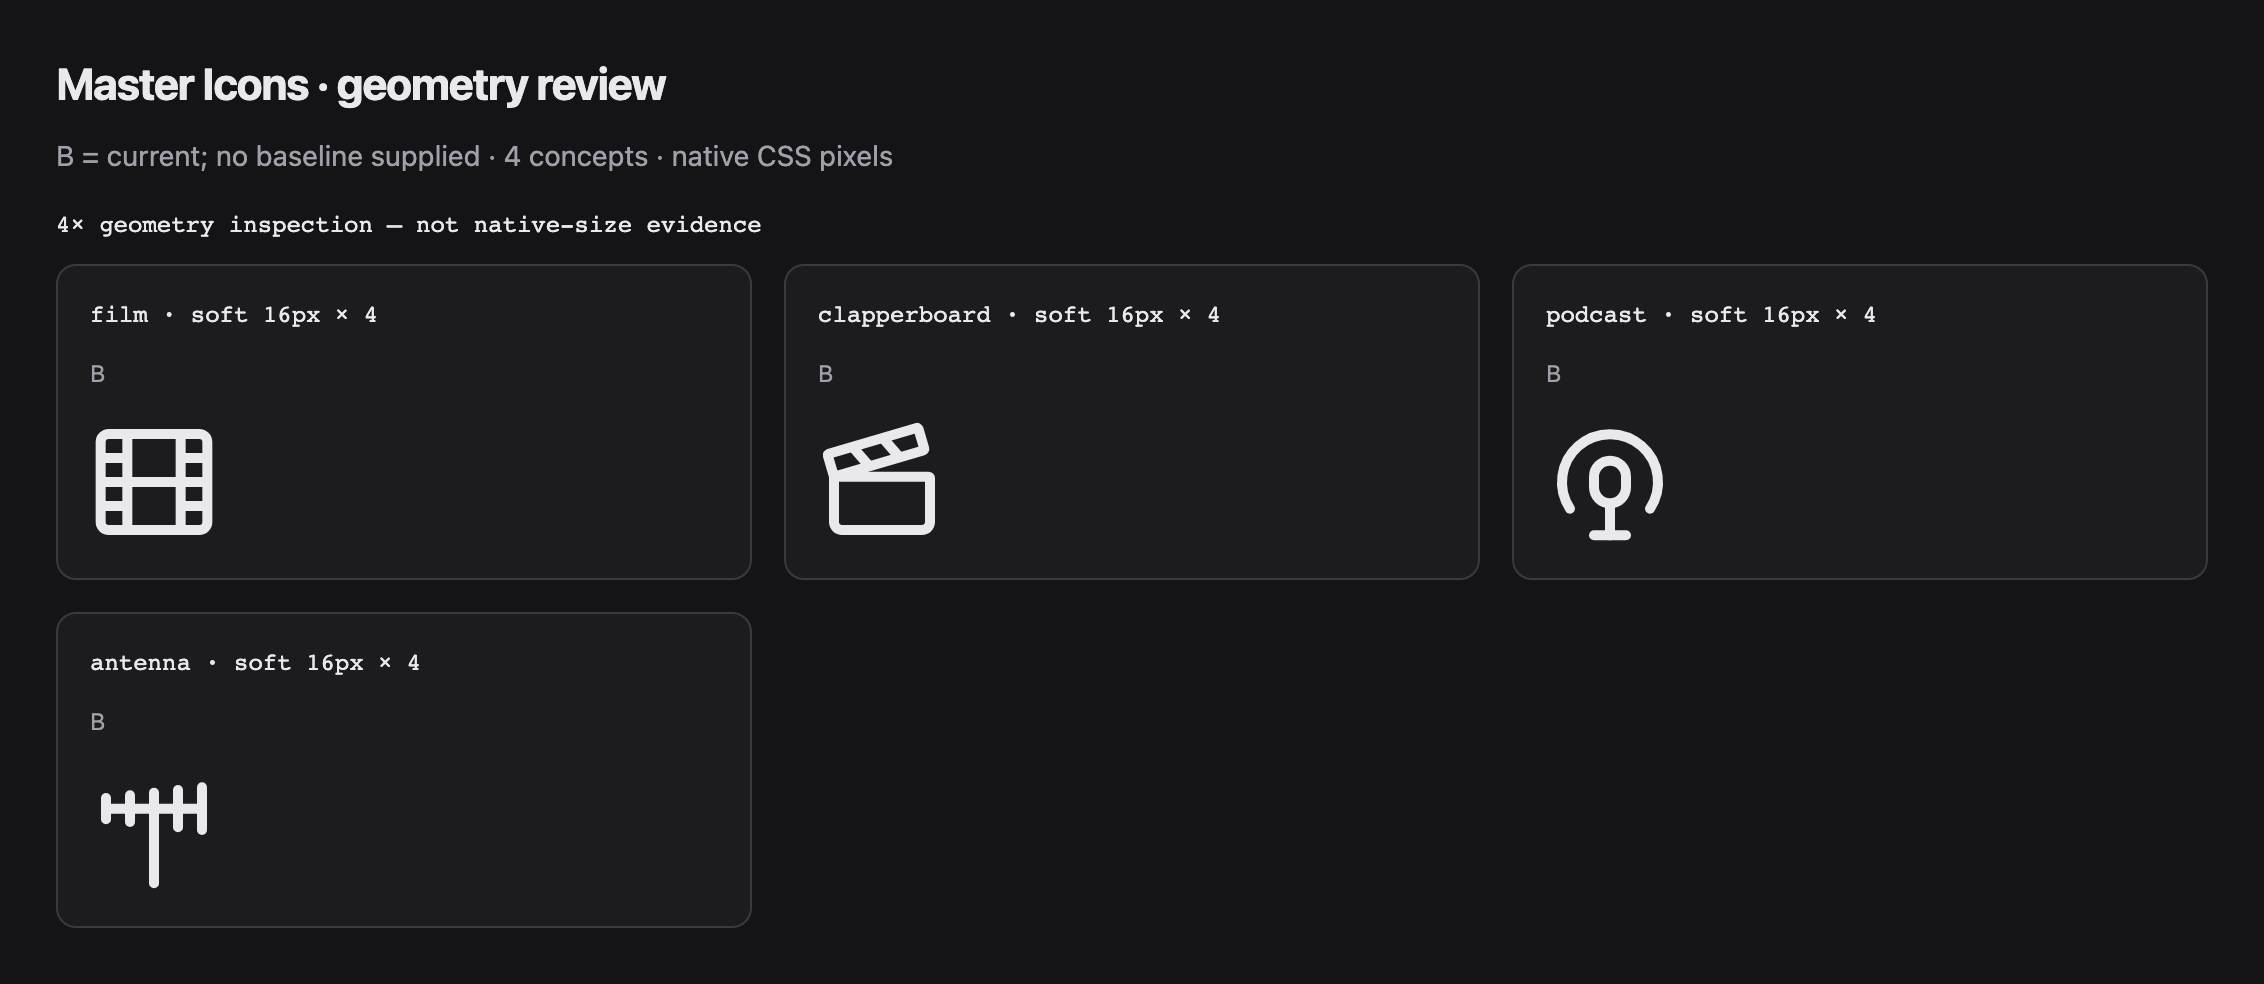 Master Icons · geometry review
B = current; no baseline supplied · 4 concepts · native CSS pixels
4× geometry inspection — not native-size evidence
film · soft 16px × 4
B
clapperboard · soft 16px × 4
B
podcast · soft 16px × 4
B
antenna · soft 16px × 4
B